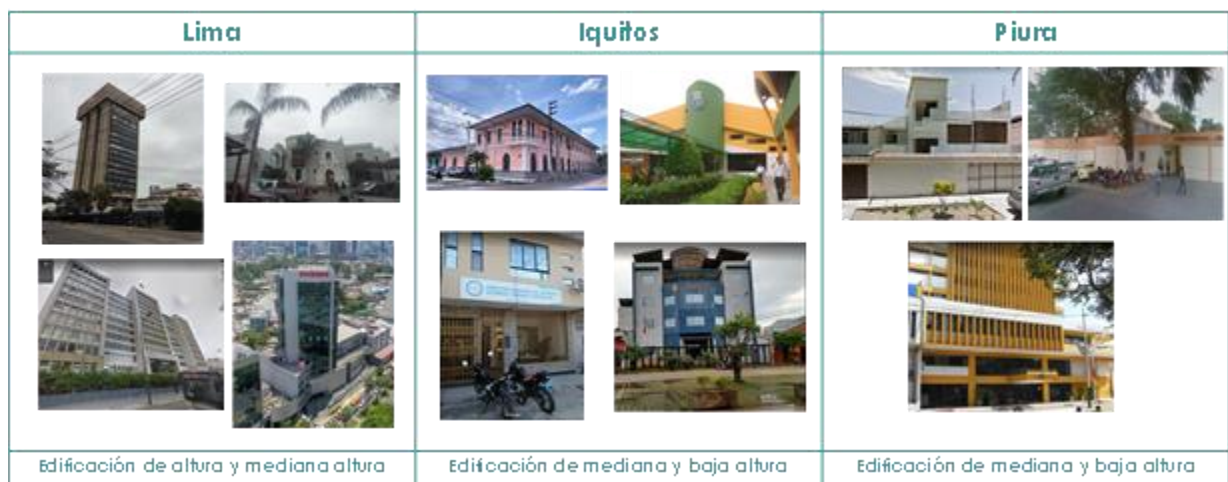 Lima
Iquitos
Piura
Edificación de altura y mediana altura
Edificación de mediana y baja altura
Edificación de mediana y baja altura